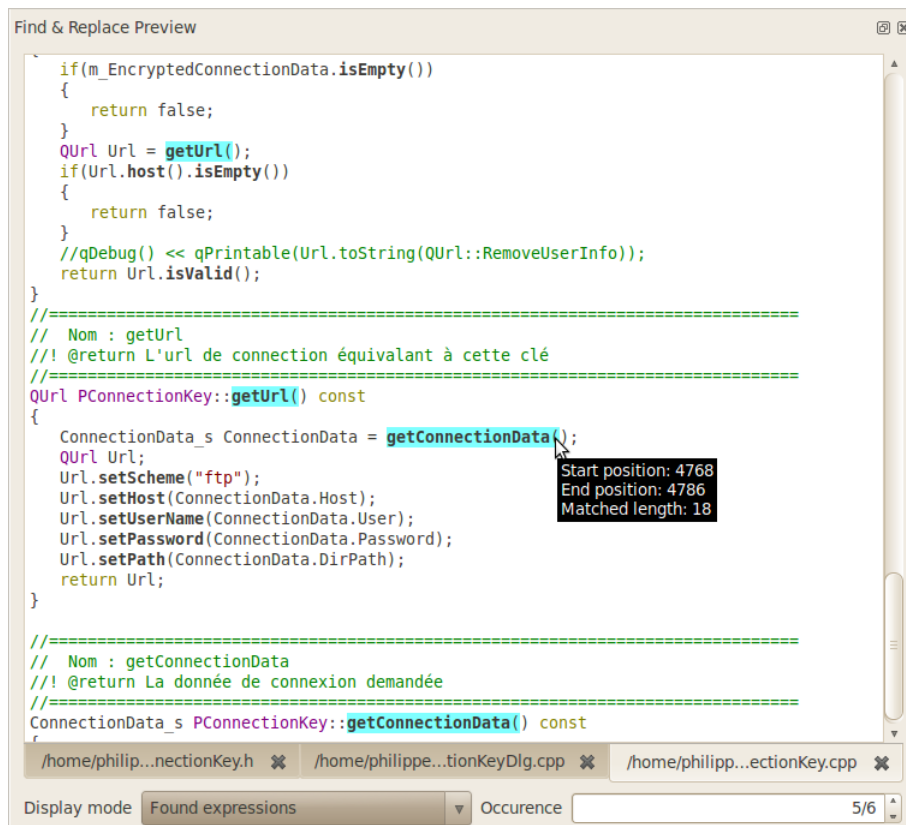 Find & Replace Preview
if(m_EncryptedConnectionData.isEmpty())
{
return false;
}
QUrl Url = getUrl();
if(Url.host().isEmpty())
{
return false;
}
//qDebug() << qPrintable(Url.toString(QUrl::RemoveUserInfo));
return Url.isValid();
}
//==============================================================================
//  Nom : getUrl
//! @return L'url de connection équivalant à cette clé
//==============================================================================
QUrl PConnectionKey::getUrl() const
{
ConnectionData_s ConnectionData = getConnectionData();
QUrl Url;
Url.setScheme("ftp");
Url.setHost(ConnectionData.Host);
Url.setUserName(ConnectionData.User);
Url.setPassword(ConnectionData.Password);
Url.setPath(ConnectionData.DirPath);
return Url;
}
Start position: 4768
End position: 4786
Matched length: 18
//==============================================================================
//  Nom : getConnectionData
//! @return La donnée de connexion demandée
//==============================================================================
ConnectionData_s PConnectionKey::getConnectionData() const
{
/home/philip...nectionKey.h
/home/philippe...tionKeyDlg.cpp
/home/philipp...ectionKey.cpp
Display mode Found expressions Occurence 5/6